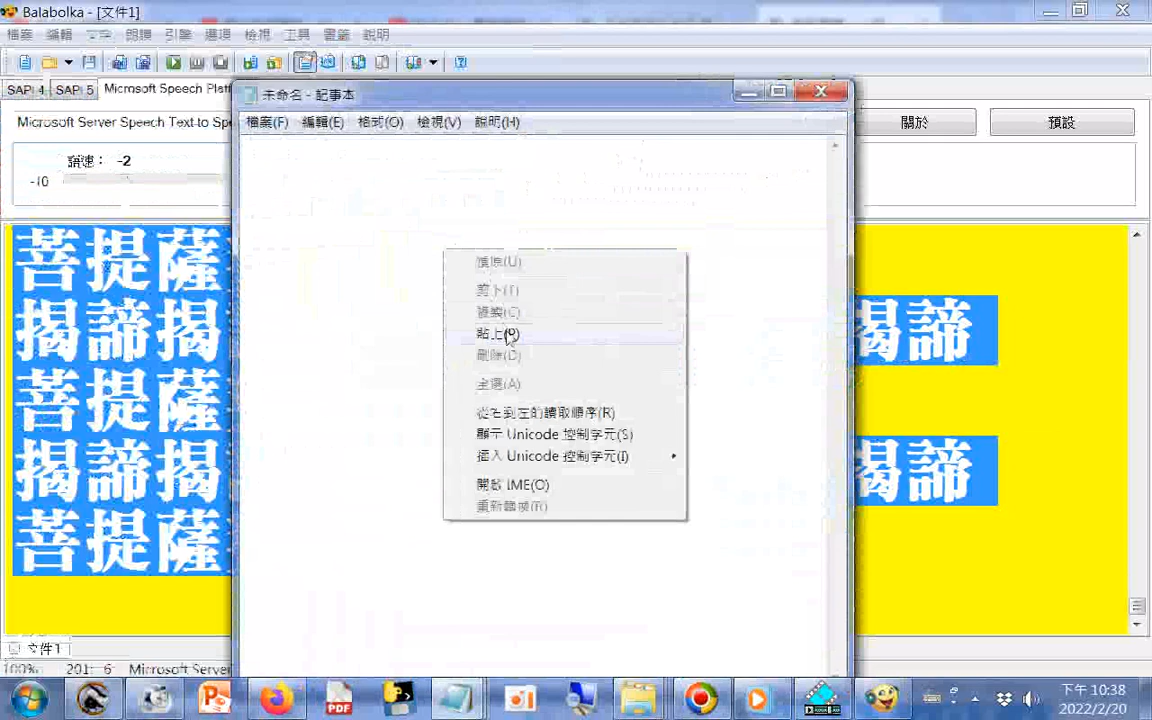 Balabolka - [文件1]
檔案 編輯 文字 朗讀 引擎 選項 檢視 工具 書籤 說明
SAPI 4 SAPI 5 Microsoft Speech Platf
未命名 - 記事本
檔案(F) 編輯(E) 格式(O) 檢視(V) 說明(H)
Microsoft Server Speech Text to Spe
關於 預設
語速： -2
-10
菩提薩
揭諦揭 揭諦
菩提薩
揭諦揭 揭諦
菩提薩
復原(U)
剪下(T)
複製(C)
貼上(P)
刪除(D)
全選(A)
從右到左的讀取順序(R)
顯示 Unicode 控制字元(S)
插入 Unicode 控制字元(I)
開啟 IME(O)
重新轉換(R)
文件1
100% 201: 6 Microsoft Server
PDF
下午 10:38
2022/2/20